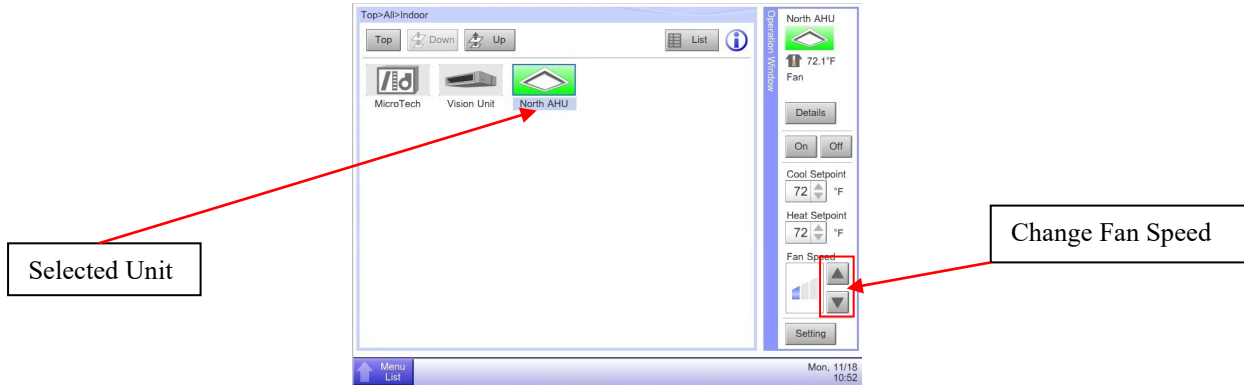 Top>All>Indoor
Top
Down
Up
List
MicroTech
Vision Unit
North AHU
Operation Window
North AHU
72.1°F
Fan
Details
On
Off
Cool Setpoint
72 °F
Heat Setpoint
72 °F
Fan Speed
Setting
Menu
List
Mon, 11/18
10:52
Selected Unit
Change Fan Speed